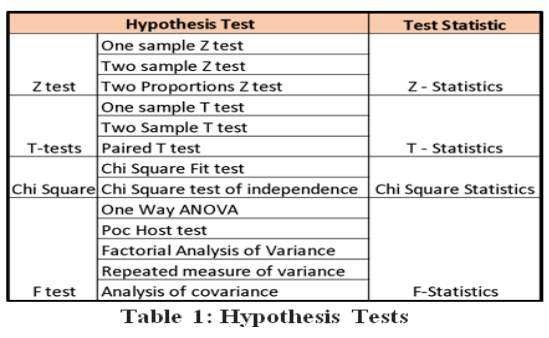 Hypothesis Test Test Statistic
One sample Z test
Two sample Z test
Z test Two Proportions Z test Z - Statistics
One sample T test
Two Sample T test
T-tests Paired T test T - Statistics
Chi Square Fit test
Chi Square Chi Square test of independence Chi Square Statistics
One Way ANOVA
Poc Host test
Factorial Analysis of Variance
Repeated measure of variance
F test Analysis of covariance F-Statistics
Table 1: Hypothesis Tests